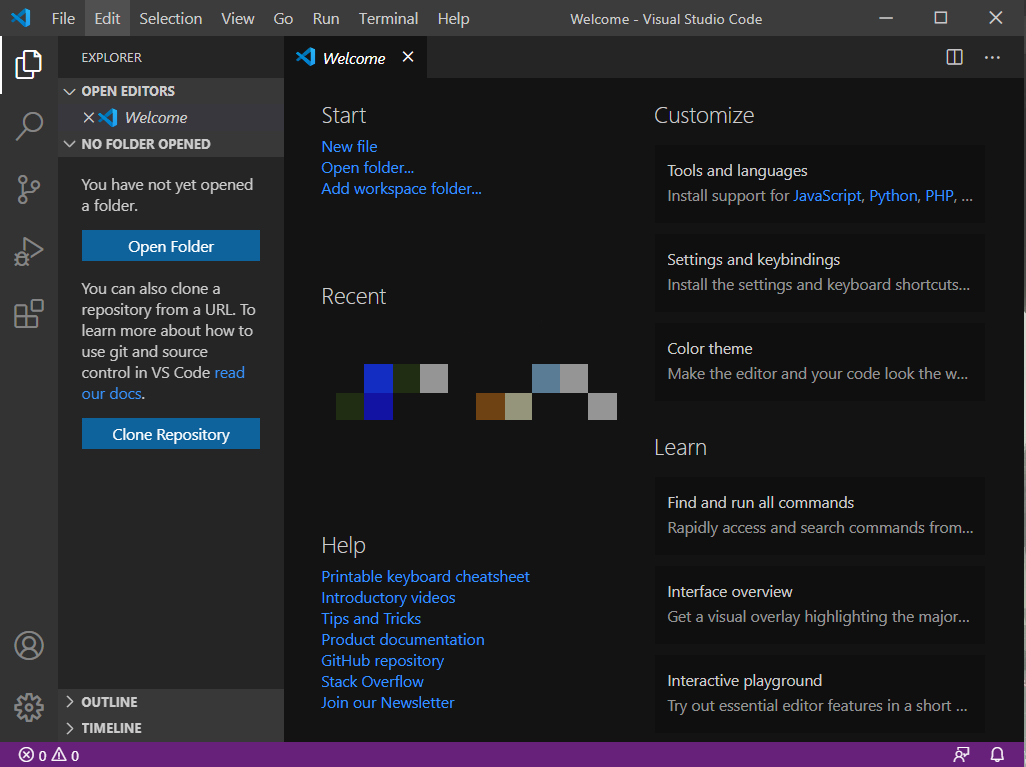 File Edit Selection View Go Run Terminal Help Welcome - Visual Studio Code
EXPLORER
OPEN EDITORS
Welcome
NO FOLDER OPENED
You have not yet opened
a folder.
Open Folder
You can also clone a
repository from a URL. To
learn more about how to
use git and source
control in VS Code read
our docs.
Clone Repository
OUTLINE
TIMELINE
Welcome
Start
New file
Open folder...
Add workspace folder...
Recent
Help
Printable keyboard cheatsheet
Introductory videos
Tips and Tricks
Product documentation
GitHub repository
Stack Overflow
Join our Newsletter
Customize
Tools and languages
Install support for JavaScript, Python, PHP, ...
Settings and keybindings
Install the settings and keyboard shortcuts...
Color theme
Make the editor and your code look the w...
Learn
Find and run all commands
Rapidly access and search commands from...
Interface overview
Get a visual overlay highlighting the major...
Interactive playground
Try out essential editor features in a short ...
0 0